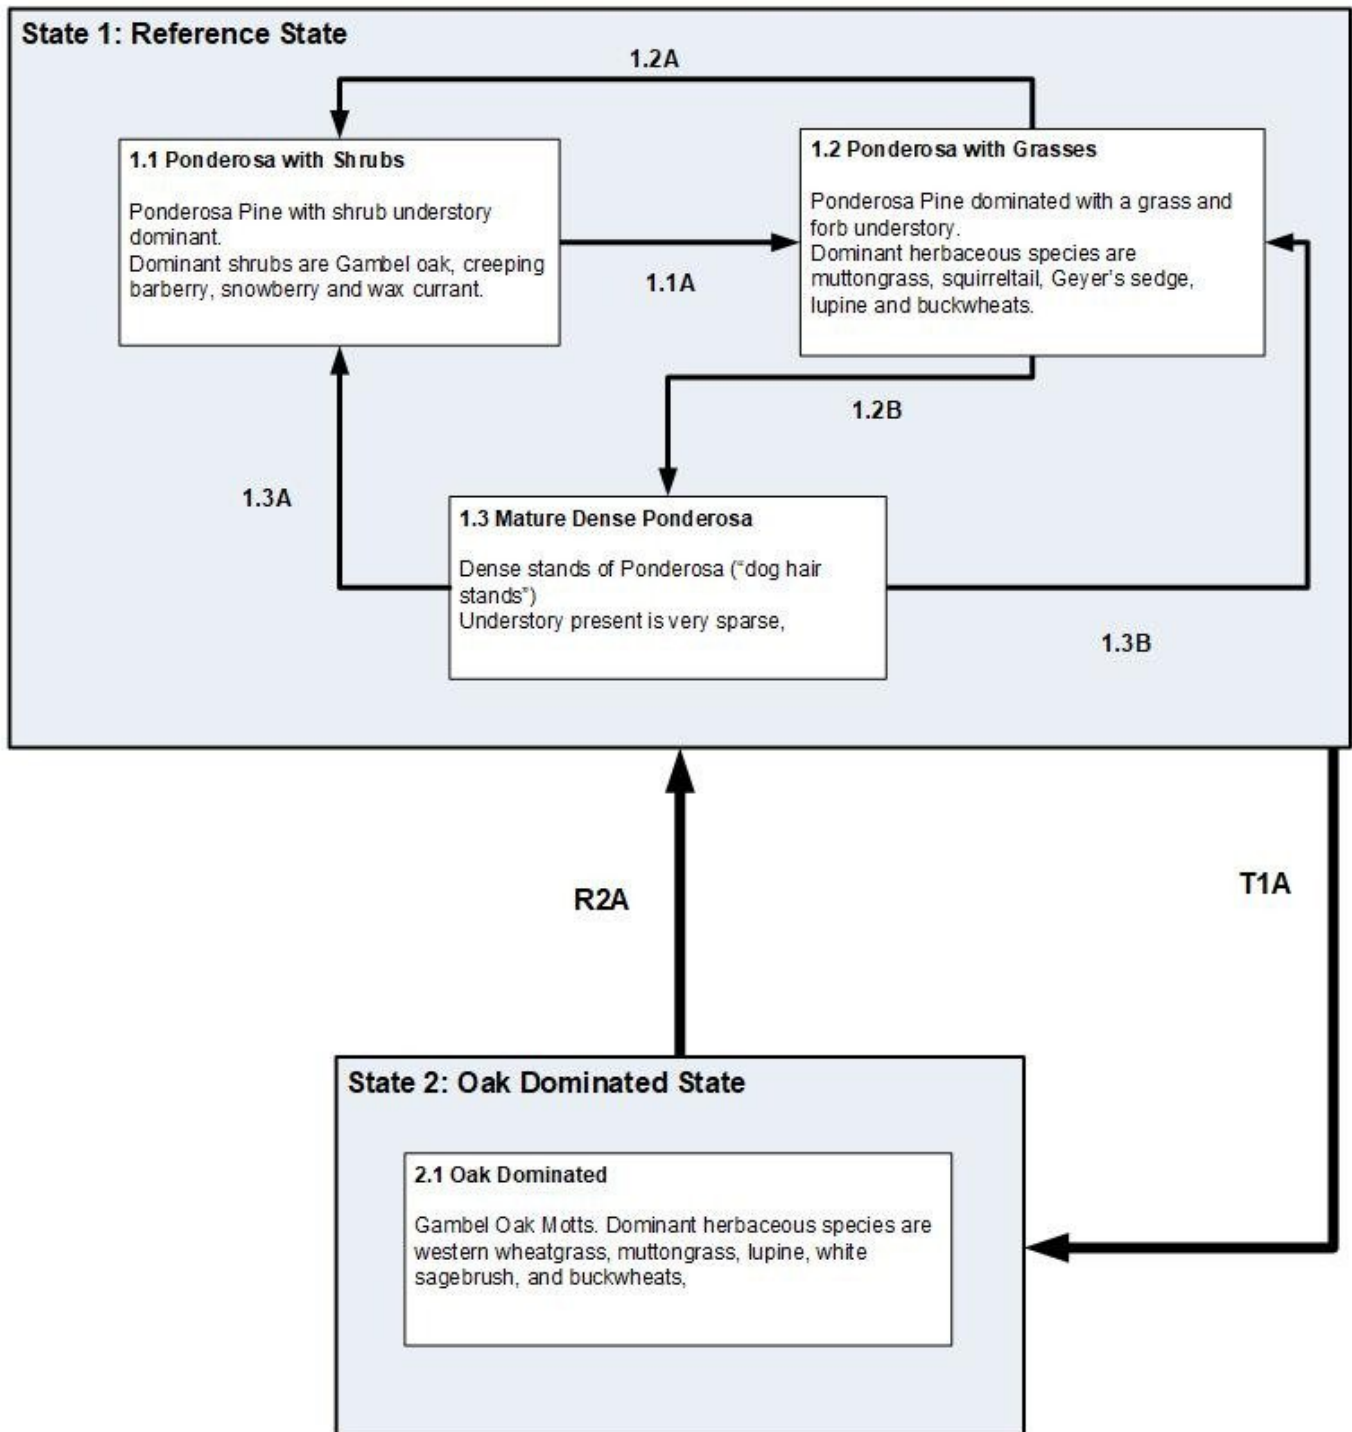 State 1: Reference State
1.2A
1.1 Ponderosa with Shrubs
Ponderosa Pine with shrub understory
dominant.
Dominant shrubs are Gambel oak, creeping
barberry, snowberry and wax currant.
1.1A
1.2 Ponderosa with Grasses
Ponderosa Pine dominated with a grass and
forb understory.
Dominant herbaceous species are
muttongrass, squirreltail, Geyer's sedge,
lupine and buckwheats.
1.2B
1.3A
1.3 Mature Dense Ponderosa
Dense stands of Ponderosa (“dog hair
stands”)
Understory present is very sparse,
1.3B
R2A
T1A
State 2: Oak Dominated State
2.1 Oak Dominated
Gambel Oak Motts. Dominant herbaceous species are
western wheatgrass, muttongrass, lupine, white
sagebrush, and buckwheats,